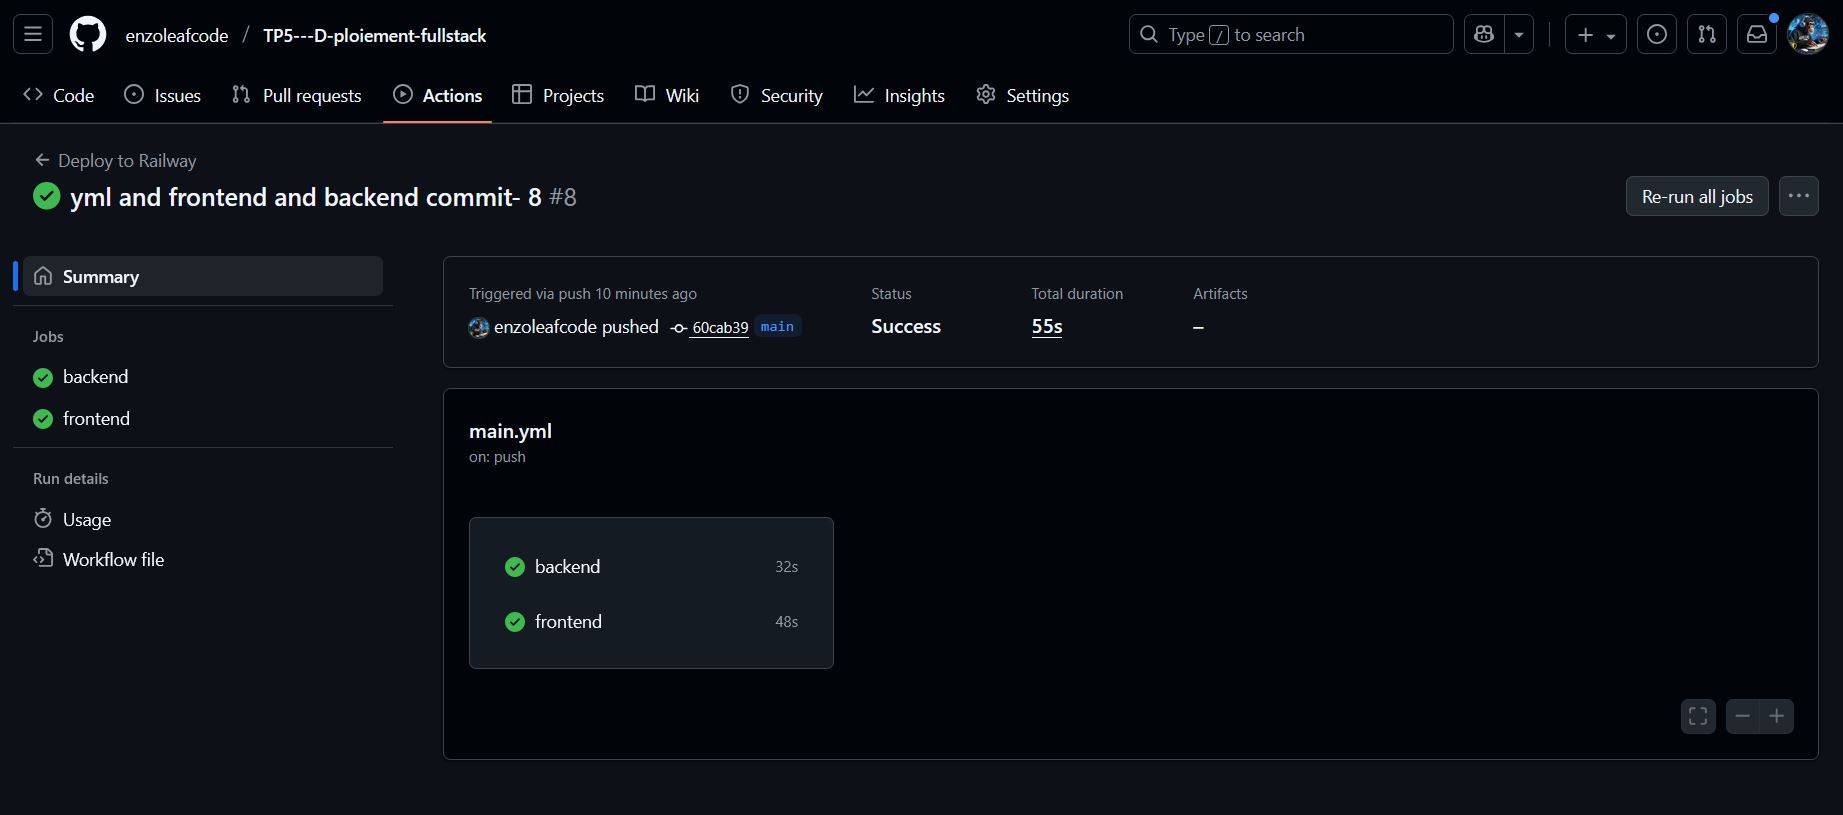 enzoleafcode / TP5---D-ploiement-fullstack
Type / to search
Code Issues Pull requests Actions Projects Wiki Security Insights Settings
Deploy to Railway
yml and frontend and backend commit- 8 #8
Re-run all jobs
Summary
Jobs
backend
frontend
Run details
Usage
Workflow file
Triggered via push 10 minutes ago
enzoleafcode pushed 60cab39 main
Status
Success
Total duration
55s
Artifacts
–
main.yml
on: push
backend 32s
frontend 48s